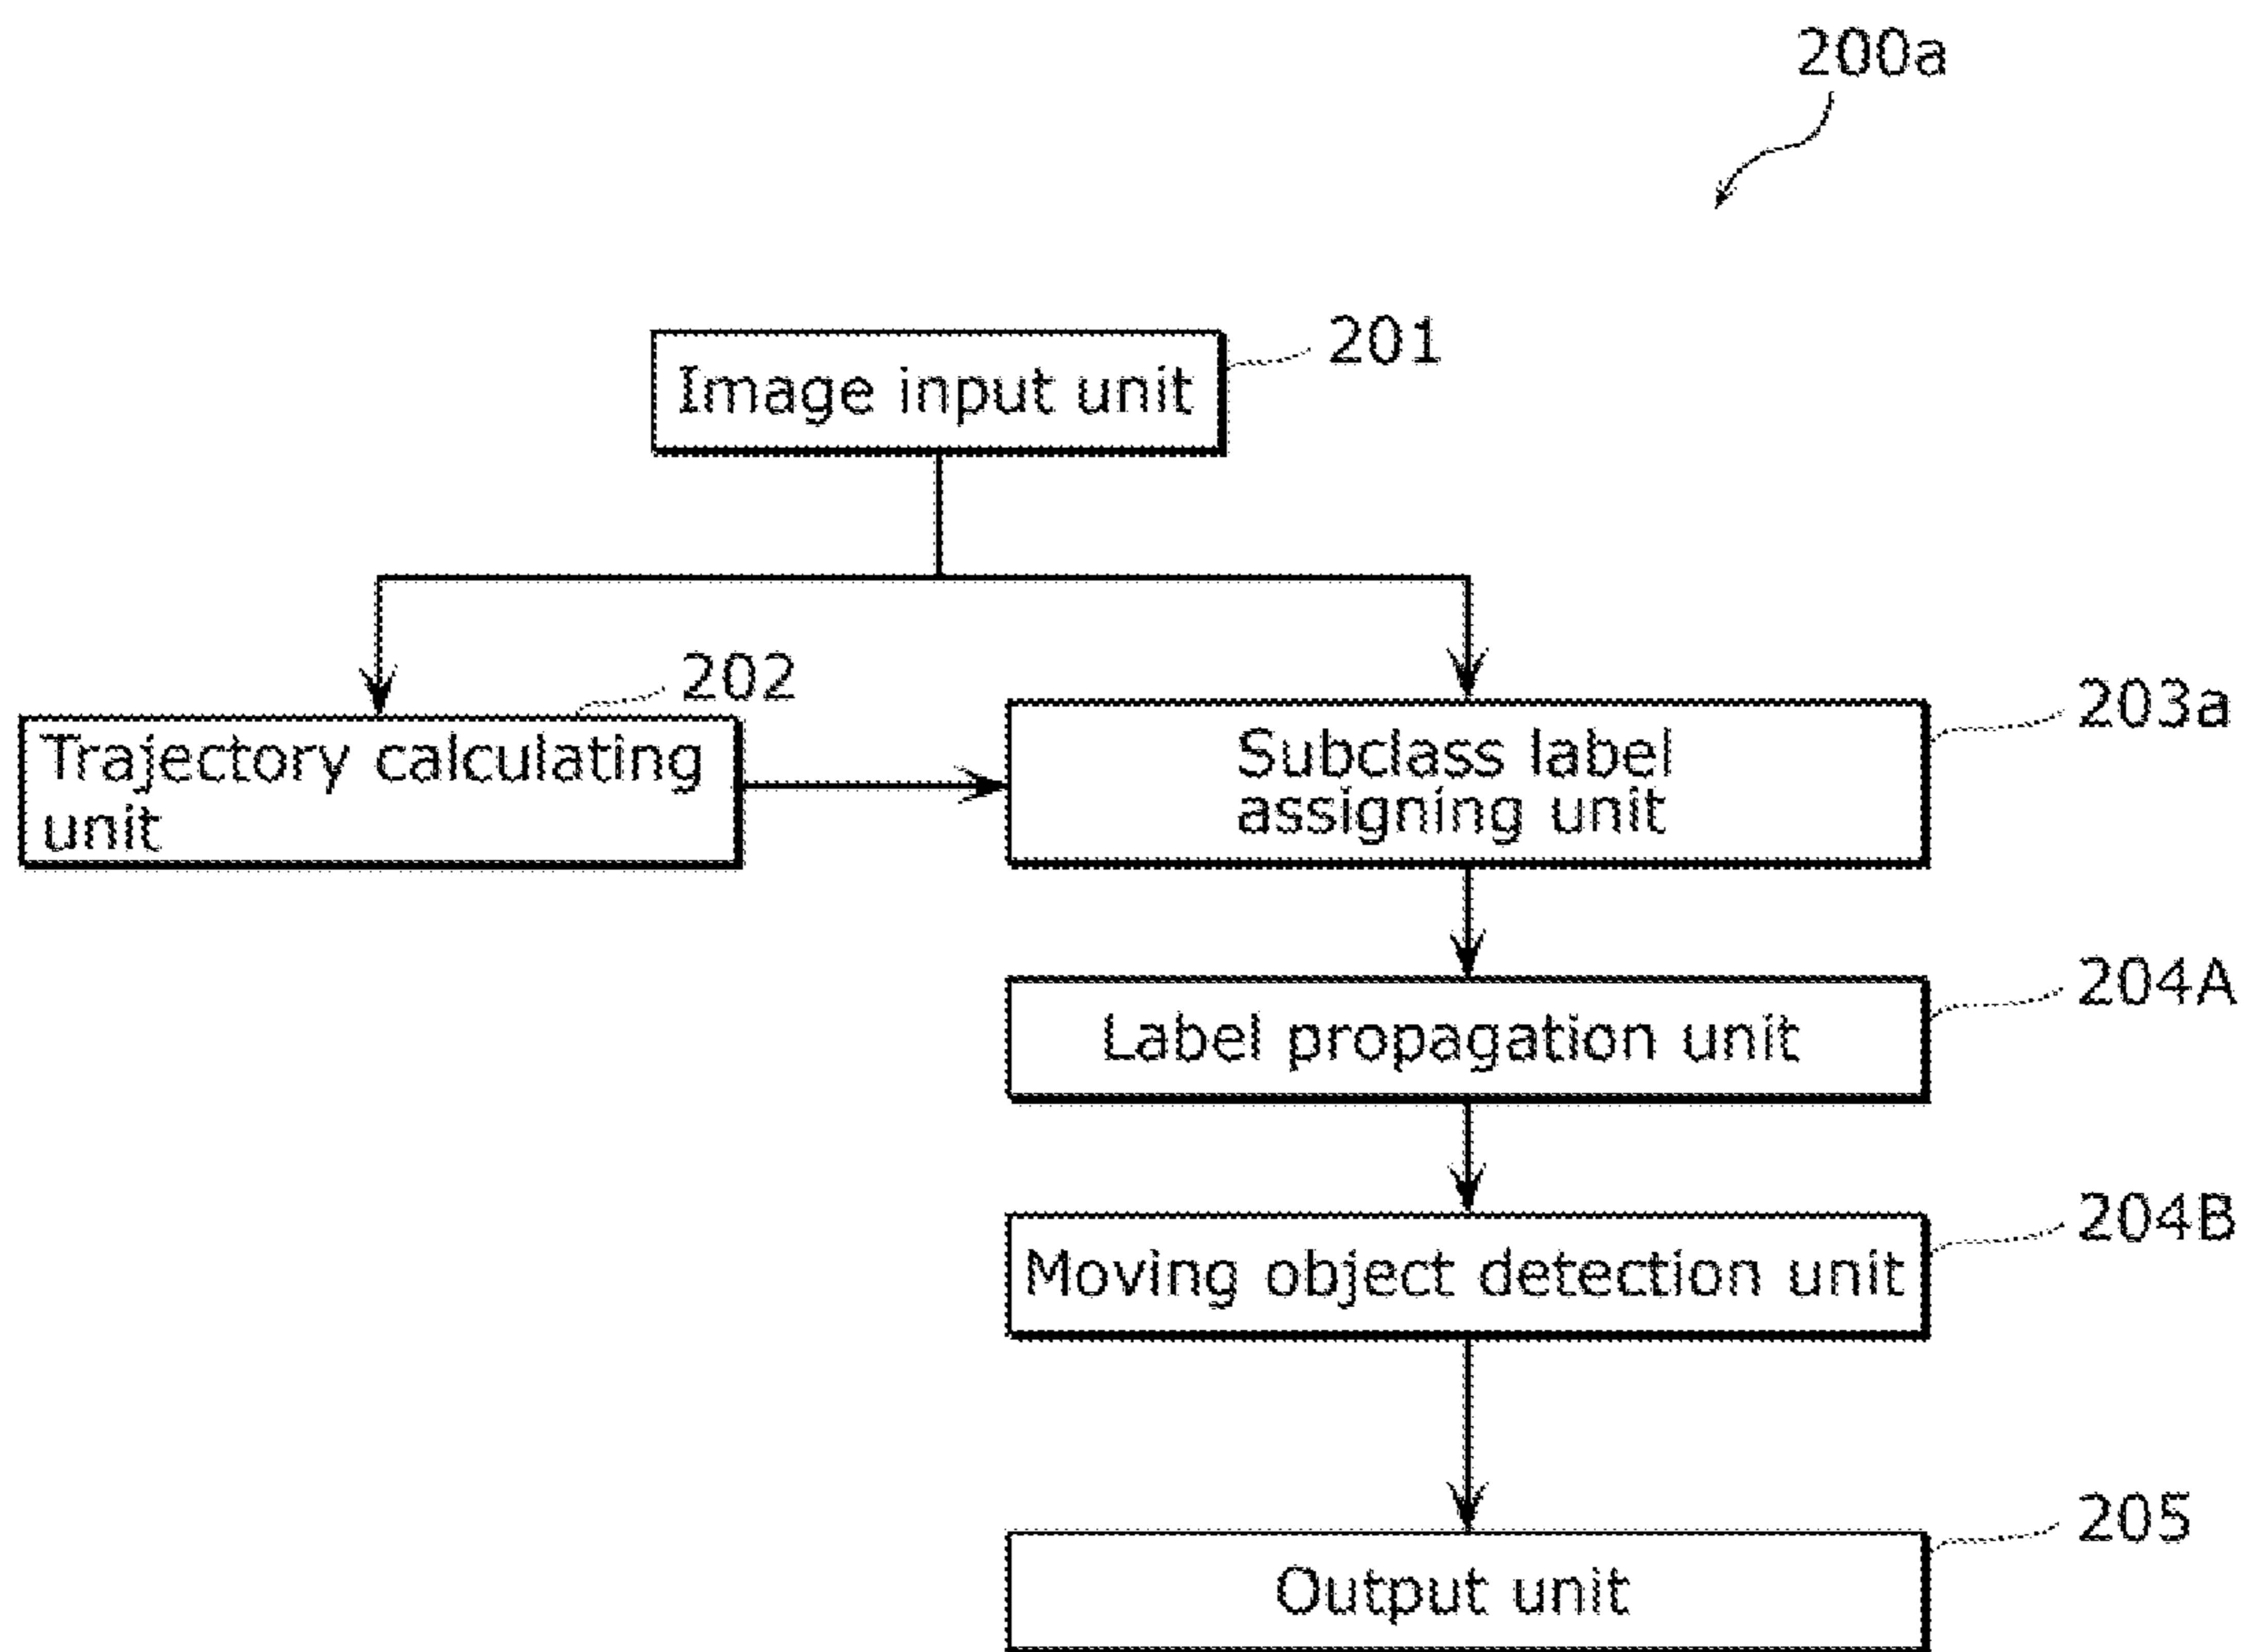 200a
201
Image input unit
202
Trajectory calculating
unit
203a
Subclass label
assigning unit
204A
Label propagation unit
204B
Moving object detection unit
205
Output unit